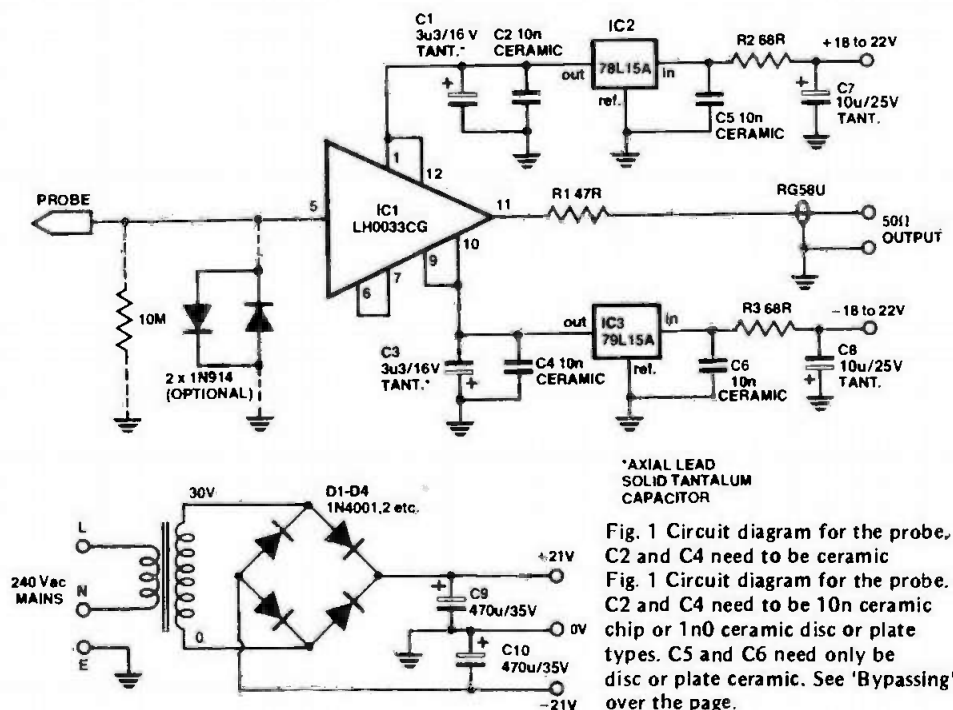 C1
3u3/16 V
TANT.*
C2 10n
CERAMIC
IC2
out
78L15A
in
ref.
R2 68R
+18 to 22V
C5 10n
CERAMIC
C7
10u/25V
TANT.
PROBE
5
1
12
IC1
LH0033CG
11
10
9
7
6
R1 47R
RG58U
50Ω
OUTPUT
10M
2 x 1N914
(OPTIONAL)
C3
3u3/16V
TANT.*
C4 10n
CERAMIC
out
IC3
79L15A
in
ref.
R3 68R
−18 to 22V
C6
10n
CERAMIC
C8
10u/25V
TANT.
*AXIAL LEAD
SOLID TANTALUM
CAPACITOR
L
240 Vac
MAINS
N
E
30V
0
D1-D4
1N4001,2 etc.
+21V
C9
470u/35V
0V
C10
470u/35V
−21V
Fig. 1 Circuit diagram for the probe.
C2 and C4 need to be ceramic
Fig. 1 Circuit diagram for the probe.
C2 and C4 need to be 10n ceramic
chip or 1n0 ceramic disc or plate
types. C5 and C6 need only be
disc or plate ceramic. See 'Bypassing'
over the page.